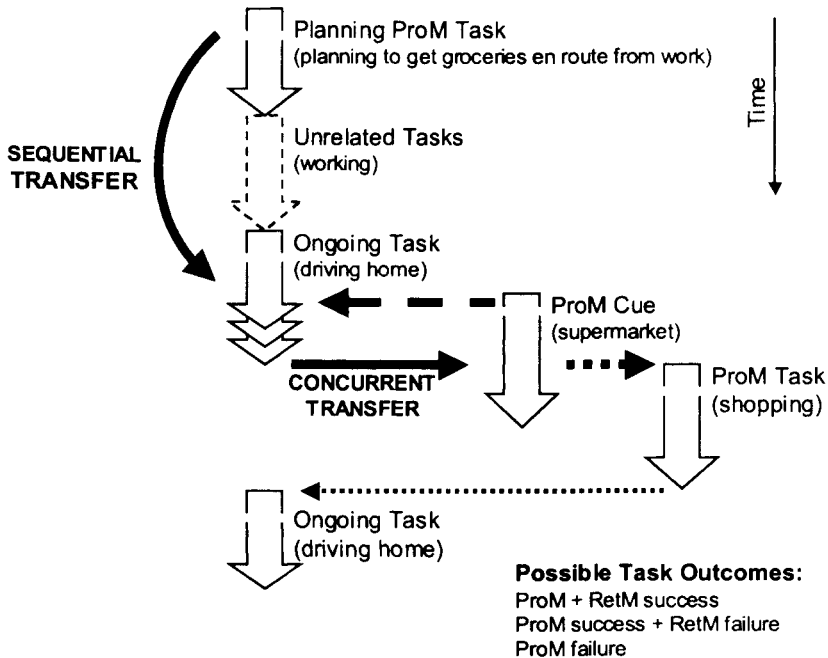 Planning ProM Task
(planning to get groceries en route from work)
Time
Unrelated Tasks
(working)
SEQUENTIAL
TRANSFER
Ongoing Task
(driving home)
ProM Cue
(supermarket)
CONCURRENT
TRANSFER
ProM Task
(shopping)
Ongoing Task
(driving home)
Possible Task Outcomes:
ProM + RetM success
ProM success + RetM failure
ProM failure